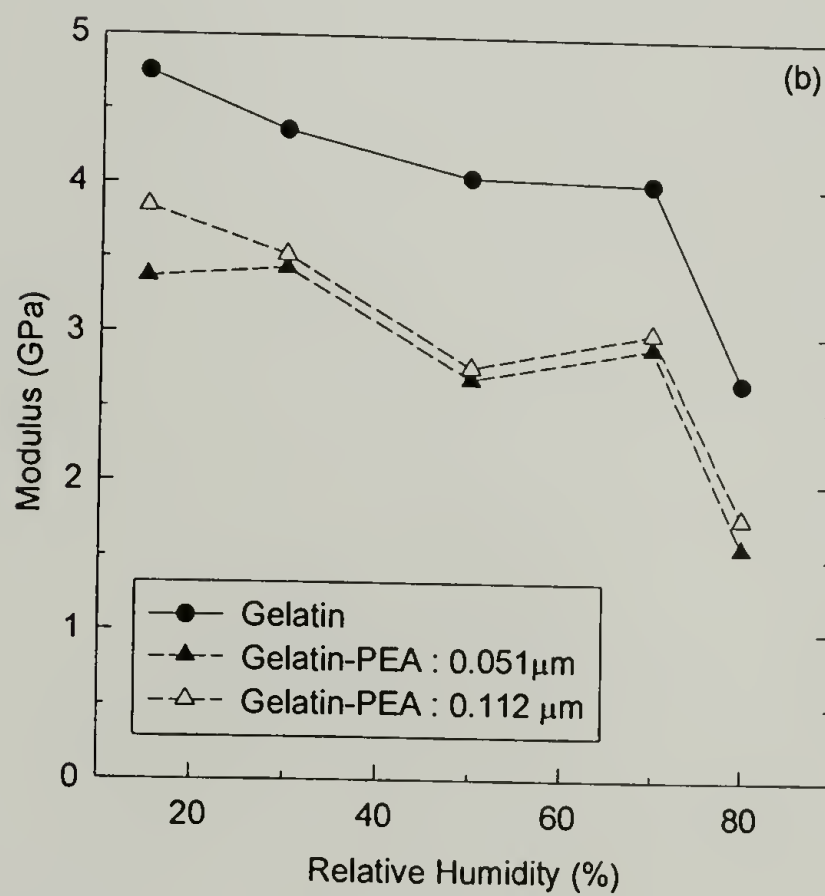 5
(b)
4
3
Modulus (GPa)
2
1
0
Gelatin
Gelatin-PEA : 0.051μm
Gelatin-PEA : 0.112 μm
20 40 60 80
Relative Humidity (%)